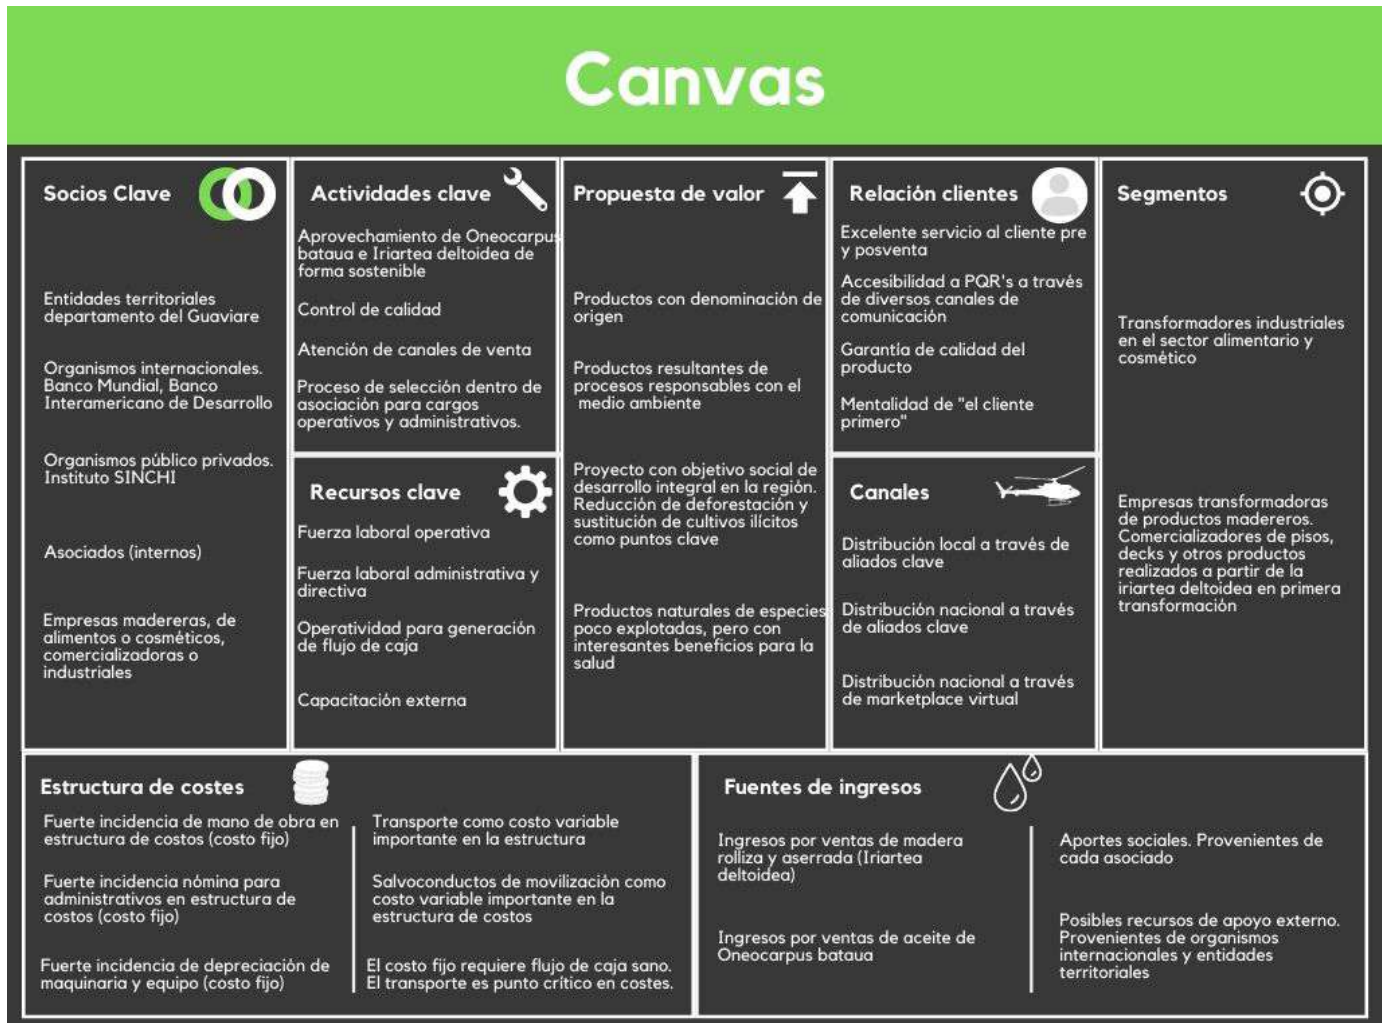 Canvas
Socios Clave
Entidades territoriales
departamento del Guaviare
Organismos internacionales.
Banco Mundial, Banco
Interamericano de Desarrollo
Organismos público privados.
Instituto SINCHI
Asociados (internos)
Empresas madereras, de
alimentos o cosméticos,
comercializadoras o
industriales
Actividades clave
Aprovechamiento de Oneocarpus
bataua e Iriartea deltoidea de
forma sostenible
Control de calidad
Atención de canales de venta
Proceso de selección dentro de
asociación para cargos
operativos y administrativos.
Recursos clave
Fuerza laboral operativa
Fuerza laboral administrativa y
directiva
Operatividad para generación
de flujo de caja
Capacitación externa
Propuesta de valor
Productos con denominación de
origen
Productos resultantes de
procesos responsables con el
medio ambiente
Proyecto con objetivo social de
desarrollo integral en la región.
Reducción de deforestación y
sustitución de cultivos ilícitos
como puntos clave
Productos naturales de especies
poco explotadas, pero con
interesantes beneficios para la
salud
Relación clientes
Excelente servicio al cliente pre
y posventa
Accesibilidad a PQR's a través
de diversos canales de
comunicación
Garantía de calidad del
producto
Mentalidad de "el cliente
primero"
Canales
Distribución local a través de
aliados clave
Distribución nacional a través
de aliados clave
Distribución nacional a través
de marketplace virtual
Segmentos
Transformadores industriales
en el sector alimentario y
cosmético
Empresas transformadoras
de productos madereros.
Comercializadores de pisos,
decks y otros productos
realizados a partir de la
iriartea deltoidea en primera
transformación
Estructura de costes
Fuerte incidencia de mano de obra en
estructura de costos (costo fijo)
Fuerte incidencia nómina para
administrativos en estructura de
costos (costo fijo)
Fuerte incidencia de depreciación de
maquinaria y equipo (costo fijo)
Transporte como costo variable
importante en la estructura
Salvoconductos de movilización como
costo variable importante en la
estructura de costos
El costo fijo requiere flujo de caja sano.
El transporte es punto crítico en costes.
Fuentes de ingresos
Ingresos por ventas de madera
rolliza y aserrada (Iriartea
deltoidea)
Ingresos por ventas de aceite de
Oneocarpus bataua
Aportes sociales. Provenientes de
cada asociado
Posibles recursos de apoyo externo.
Provenientes de organismos
internacionales y entidades
territoriales